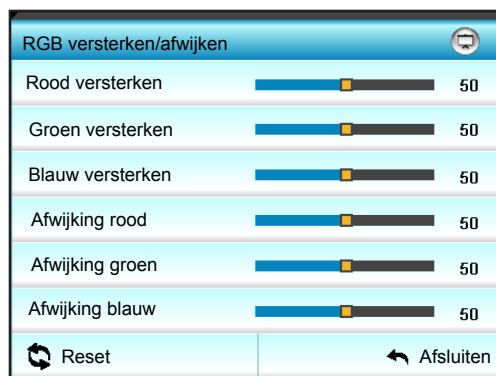 RGB versterken/afwijken
Rood versterken 50
Groen versterken 50
Blauw versterken 50
Afwijking rood 50
Afwijking groen 50
Afwijking blauw 50
Reset Afsluiten